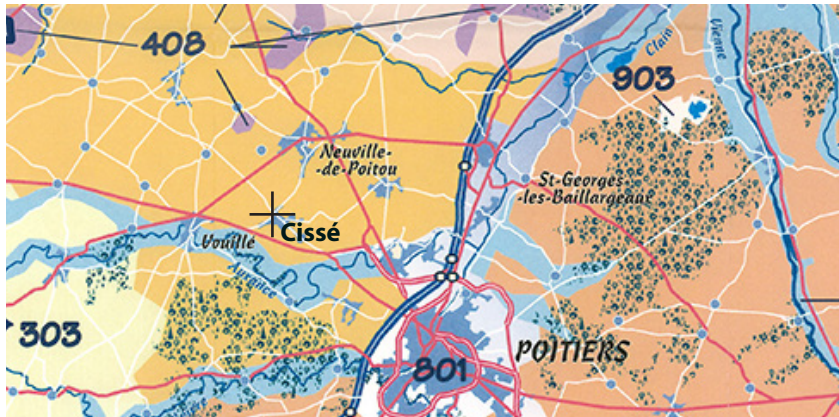 408
903
Clain
Vienne
Neuville-
-de-Poitou
St-Georges
-les-Baillargeaux
Cissé
Vouillé
Auxance
303
801
POITIERS